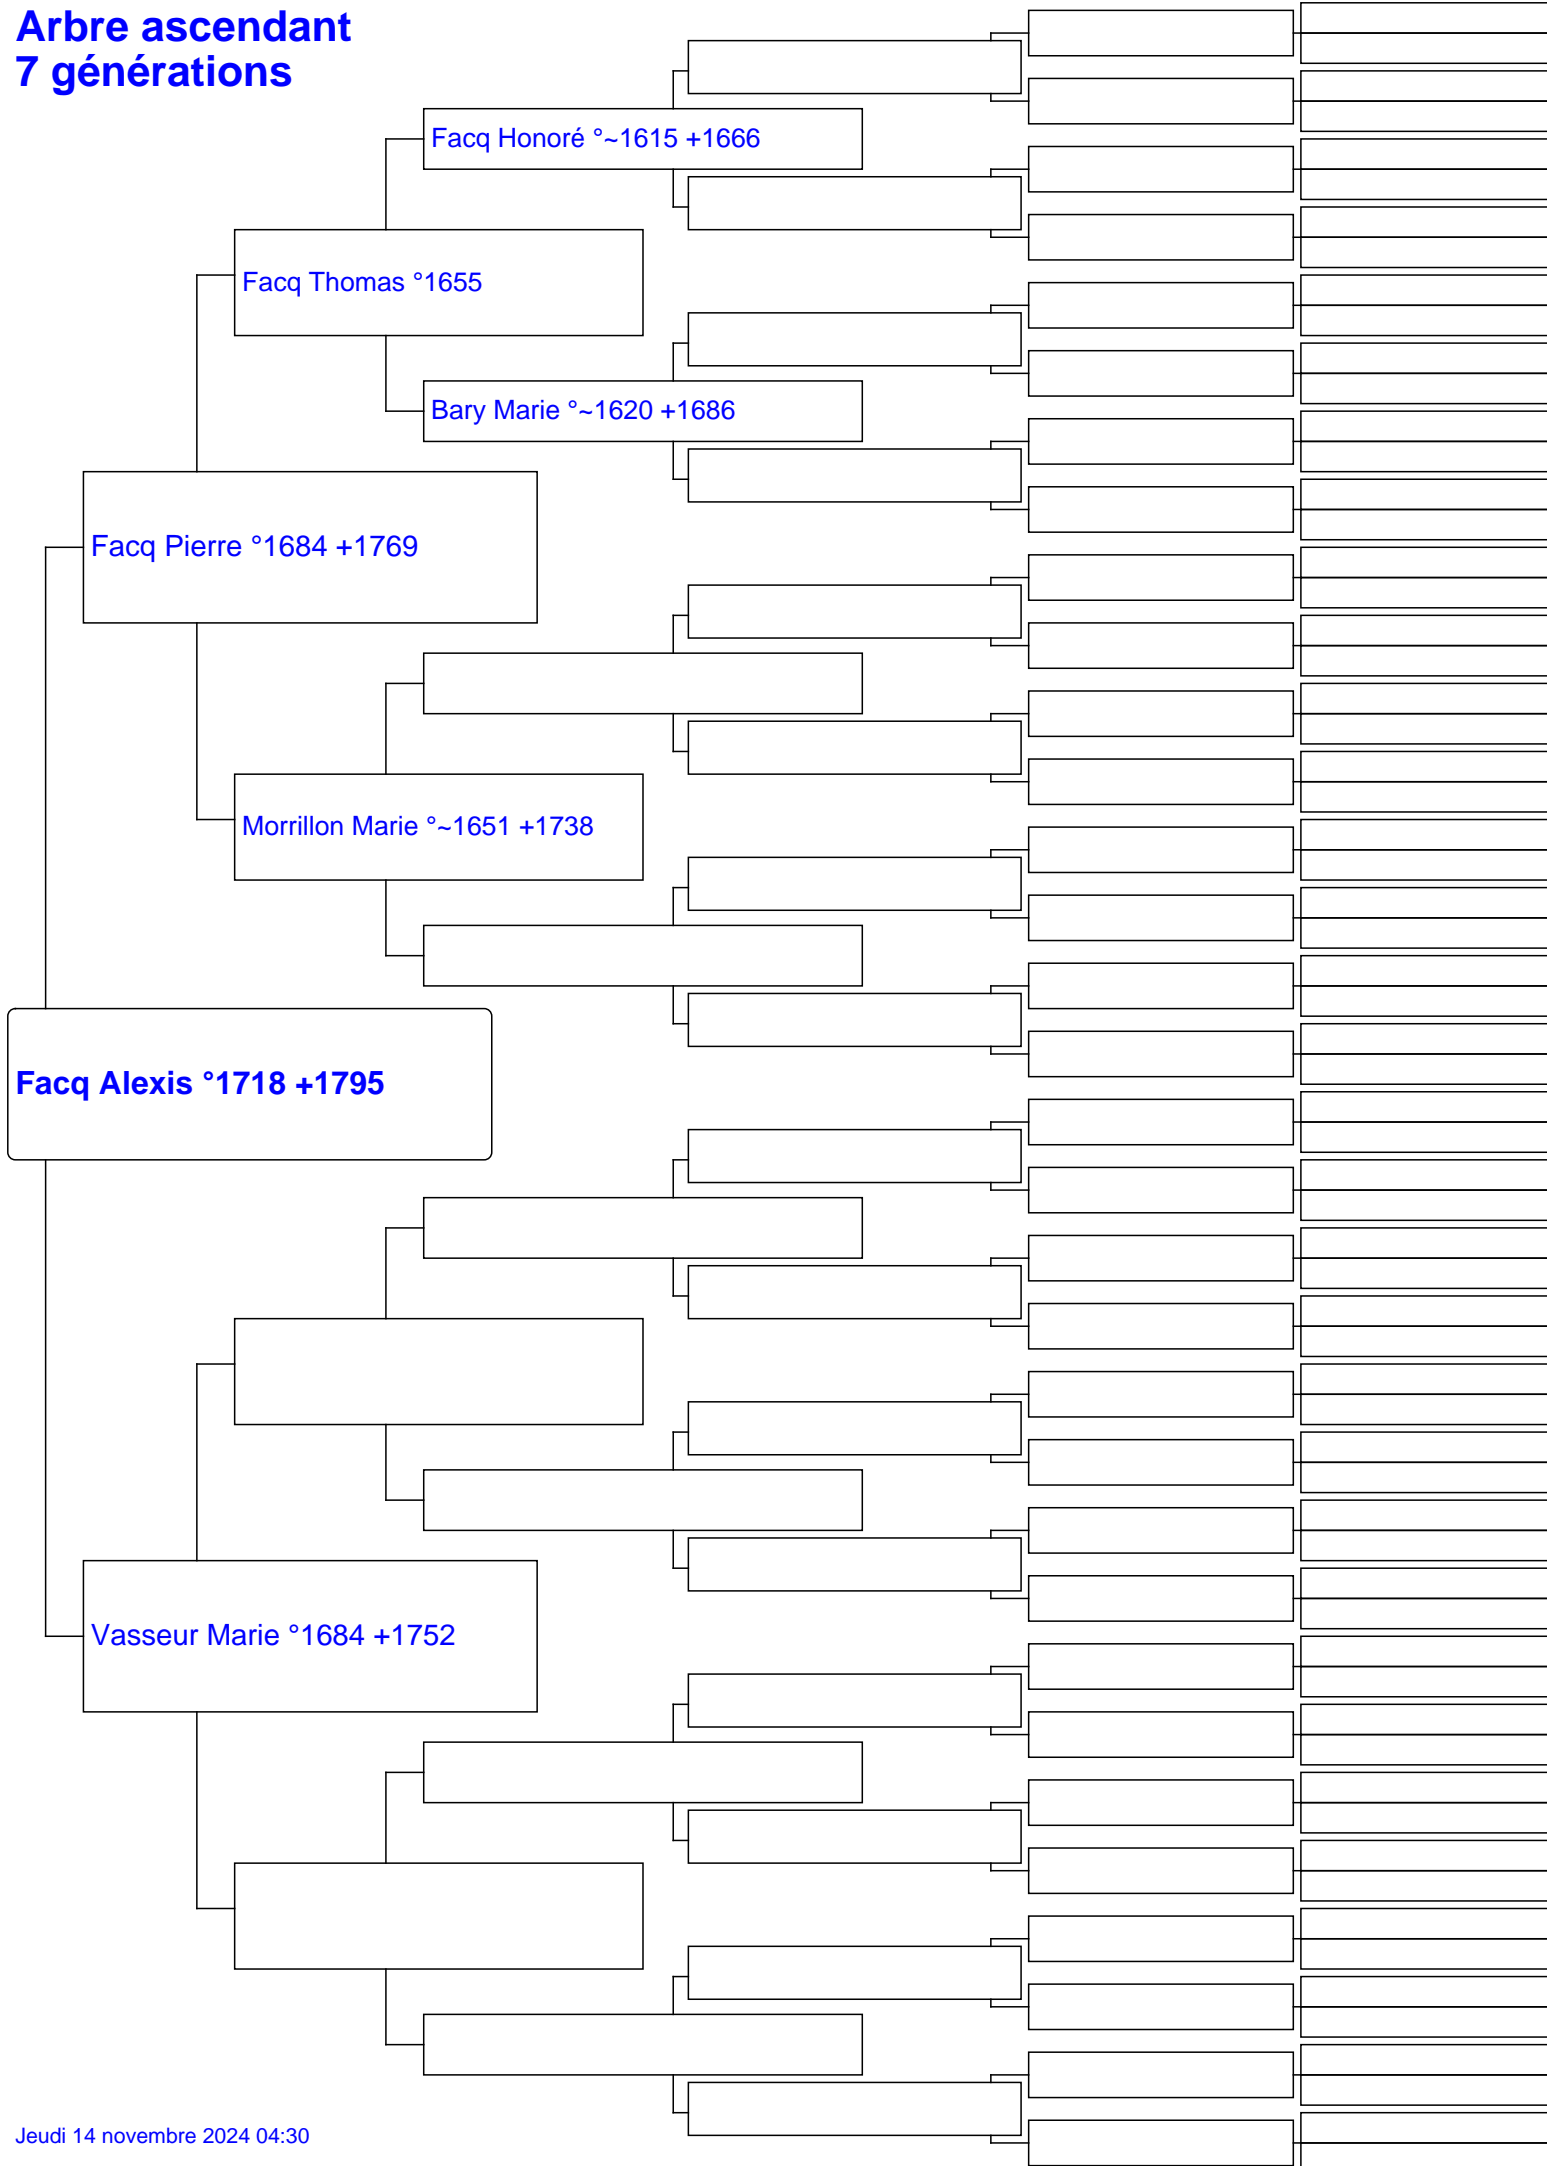 Arbre ascendant
7 générations
Facq Honoré °~1615 +1666
Facq Thomas °1655
Bary Marie °~1620 +1686
Facq Pierre °1684 +1769
Morrillon Marie °~1651 +1738
Facq Alexis °1718 +1795
Vasseur Marie °1684 +1752
Jeudi 14 novembre 2024 04:30